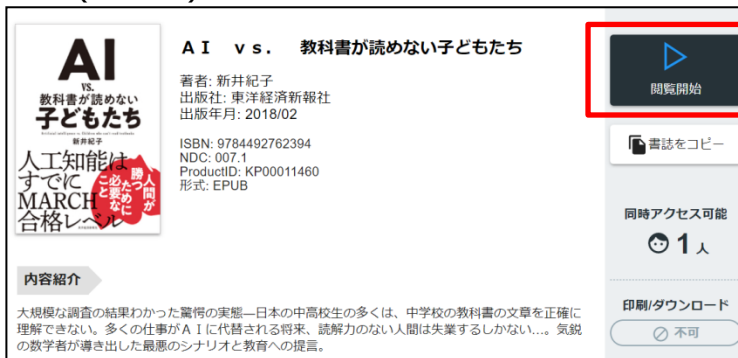 AI
vs.
教科書が読めない
子どもたち
新井紀子
人工知能は
すでに
MARCH
合格レベル
人間が
勝つために
必要なこと
ＡＩ　ｖｓ．　教科書が読めない子どもたち
著者: 新井紀子
出版社: 東洋経済新報社
出版年月: 2018/02
ISBN: 9784492762394
NDC: 007.1
ProductID: KP00011460
形式: EPUB
閲覧開始
書誌をコピー
同時アクセス可能
1 人
印刷/ダウンロード
不可
内容紹介
大規模な調査の結果わかった驚愕の実態―日本の中高校生の多くは、中学校の教科書の文章を正確に
理解できない。多くの仕事がＡＩに代替される将来、読解力のない人間は失業するしかない…。気鋭
の数学者が導き出した最悪のシナリオと教育への提言。